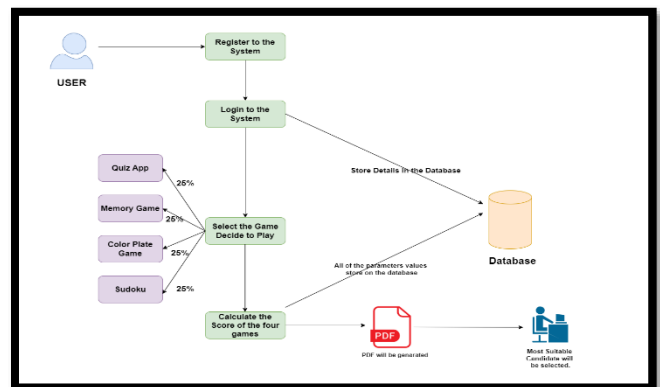 Register to the
System
USER
Login to the
System
Store Details in the Database
Quiz App
25%
Memory Game
25%
Select the Game
Decide to Play
Color Plate
Game
25%
Sudoku
25%
Database
All of the parameters values
store on the database
Calculate the
Score of the four
games
PDF
PDF will be genarated
Most Suitable
Candidate will
be selected.